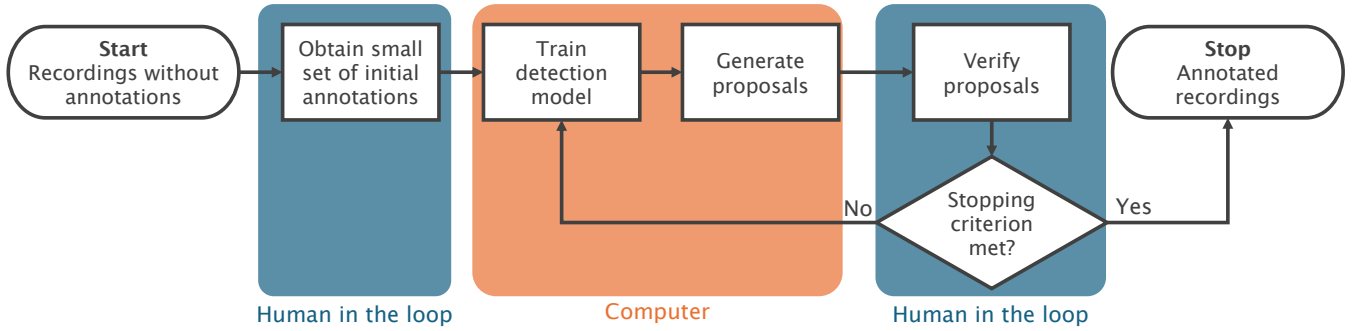 Start
Recordings without
annotations
Obtain small
set of initial
annotations
Train
detection
model
Generate
proposals
Verify
proposals
Stop
Annotated
recordings
Stopping
criterion
met?
No
Yes
Human in the loop
Computer
Human in the loop